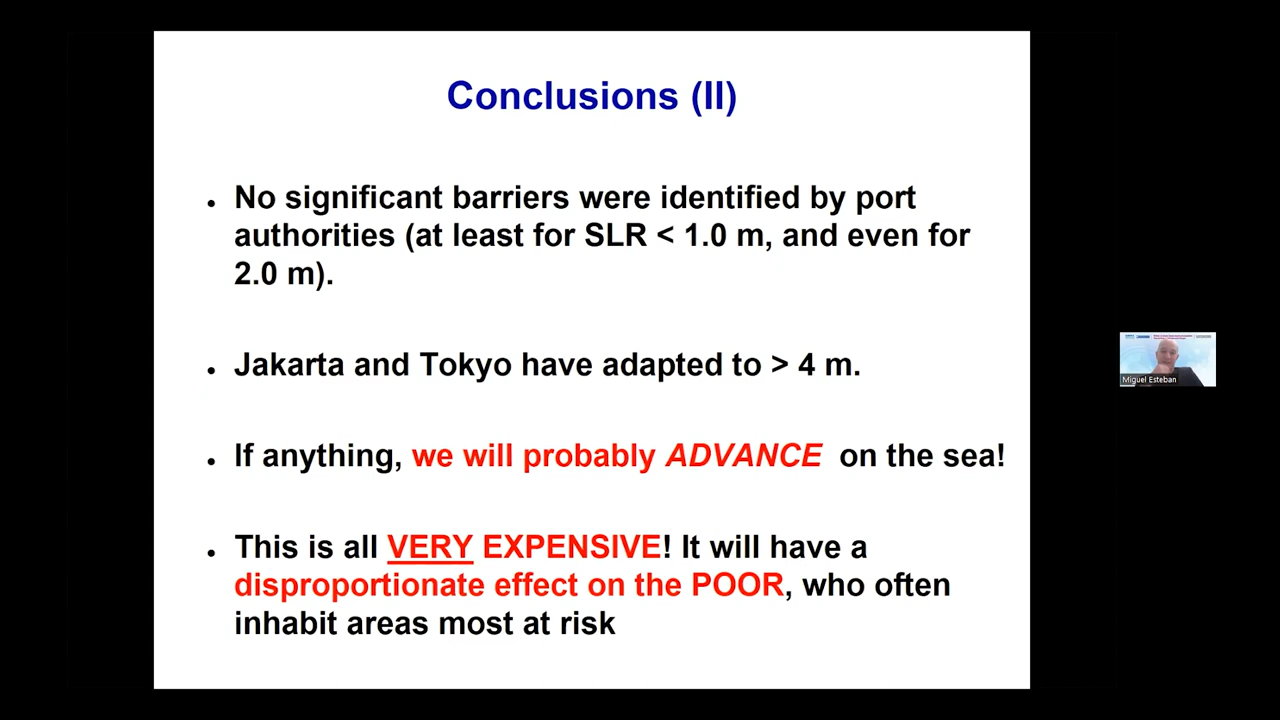 Conclusions (II)
• No significant barriers were identified by port
authorities (at least for SLR < 1.0 m, and even for
2.0 m).
• Jakarta and Tokyo have adapted to > 4 m.
• If anything, we will probably ADVANCE on the sea!
• This is all VERY EXPENSIVE! It will have a
disproportionate effect on the POOR, who often
inhabit areas most at risk
Miguel Esteban